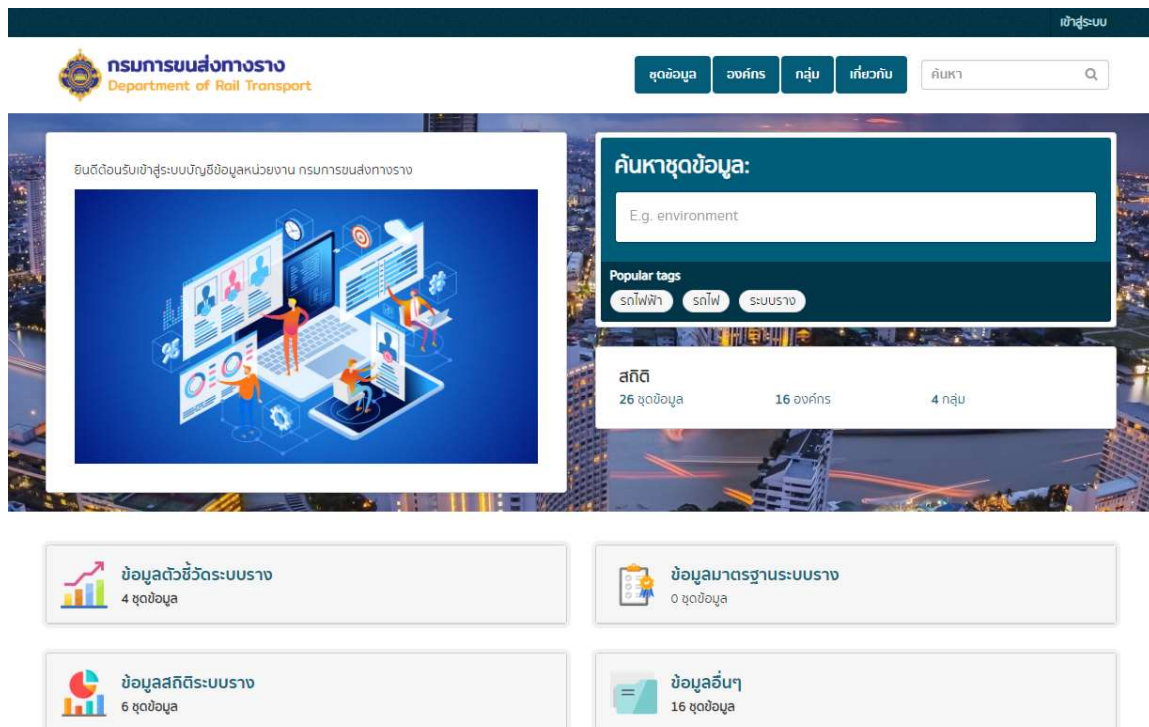 เข้าสู่ระบบ
กรมการขนส่งทางราง
Department of Rail Transport
ชุดข้อมูล องค์กร กลุ่ม เกี่ยวกับ ค้นหา
ยินดีต้อนรับเข้าสู่ระบบบัญชีข้อมูลหน่วยงาน กรมการขนส่งทางราง
ค้นหาชุดข้อมูล:
E.g. environment
Popular tags
รถไฟฟ้า รถไฟ ระบบราง
สถิติ
26 ชุดข้อมูล 16 องค์กร 4 กลุ่ม
ข้อมูลตัวชี้วัดระบบราง
4 ชุดข้อมูล
ข้อมูลมาตรฐานระบบราง
0 ชุดข้อมูล
ข้อมูลสถิติระบบราง
6 ชุดข้อมูล
ข้อมูลอื่นๆ
16 ชุดข้อมูล